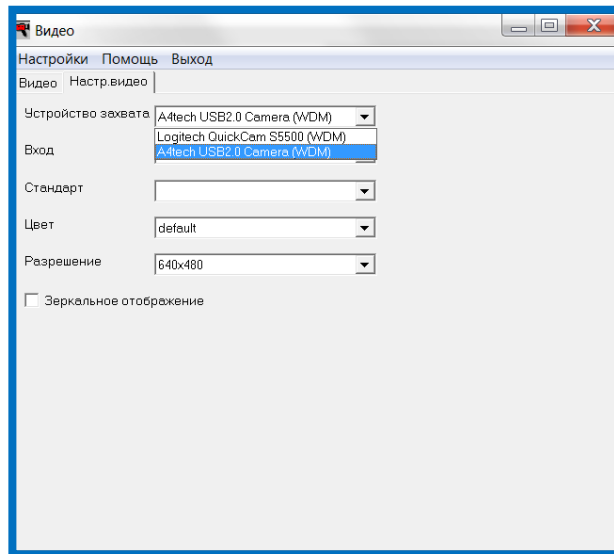 Видео
Настройки Помощь Выход
Видео Настр.видео
Устройство захвата A4tech USB2.0 Camera (WDM)
Logitech QuickCam S5500 (WDM)
Вход A4tech USB2.0 Camera (WDM)
Стандарт
Цвет default
Разрешение 640x480
Зеркальное отображение